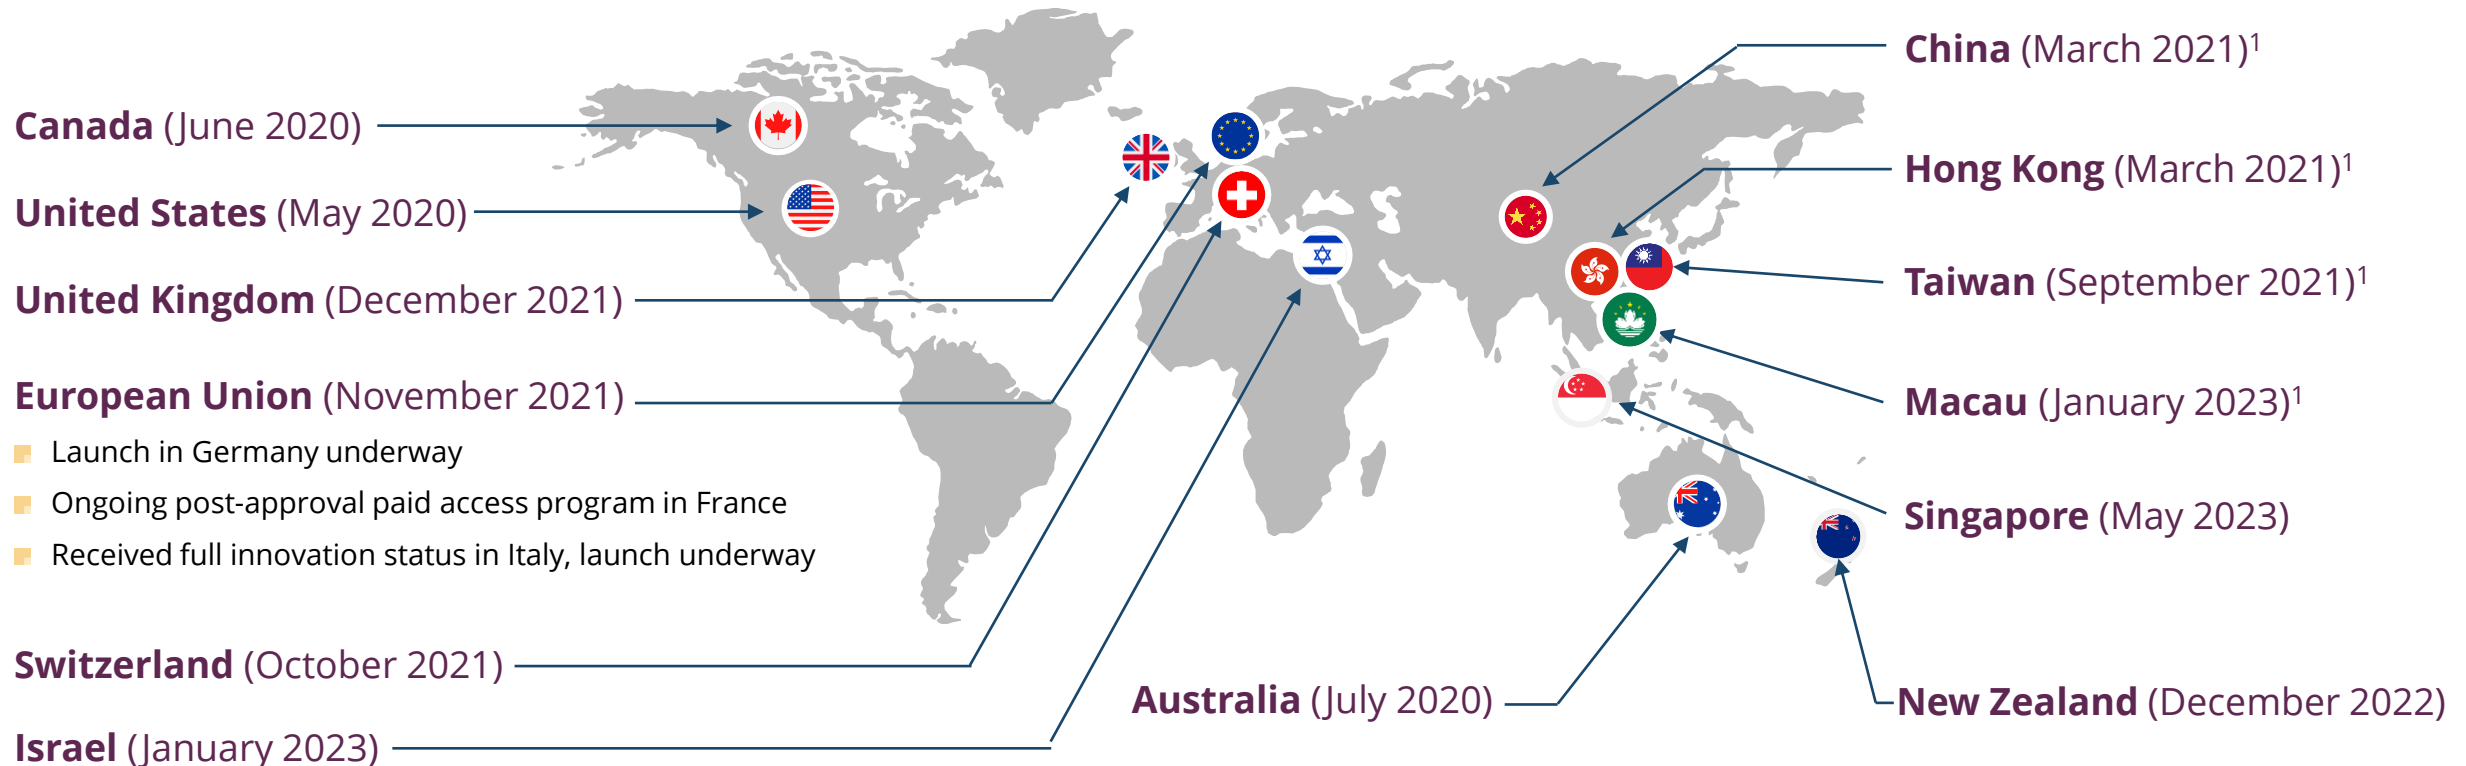 Canada (June 2020)
United States (May 2020)
United Kingdom (December 2021)
European Union (November 2021)
Launch in Germany underway
Ongoing post-approval paid access program in France
Received full innovation status in Italy, launch underway
Switzerland (October 2021)
Israel (January 2023)
Australia (July 2020)
China (March 2021)¹
Hong Kong (March 2021)¹
Taiwan (September 2021)¹
Macau (January 2023)¹
Singapore (May 2023)
New Zealand (December 2022)